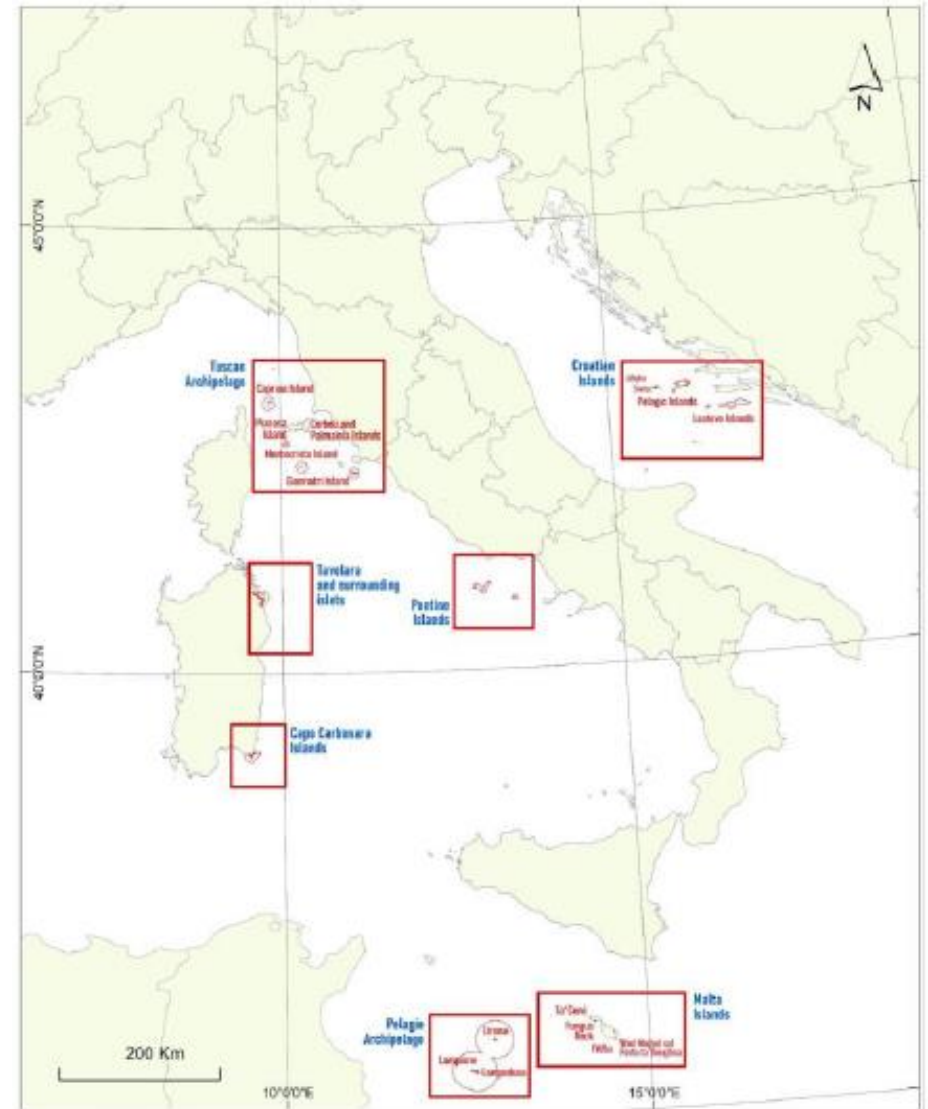 N
45°0'0"N
Tuscan
Archipelago
Capraia Island
Pianosa
Island
Cerboli and
Palmaiola Islands
Montecristo Island
Giannutri Island
Croatian
Islands
Pelagic Islands
Lastovo Islands
Tavolara
and surrounding
islets
Pontine
Islands
40°0'0"N
Capo Carbonara
Islands
Malta
Islands
Pelagie
Archipelago
Linosa
Lampione
Lampedusa
Fungus
Rock
Filfla
200 Km
10°0'0"E
15°0'0"E